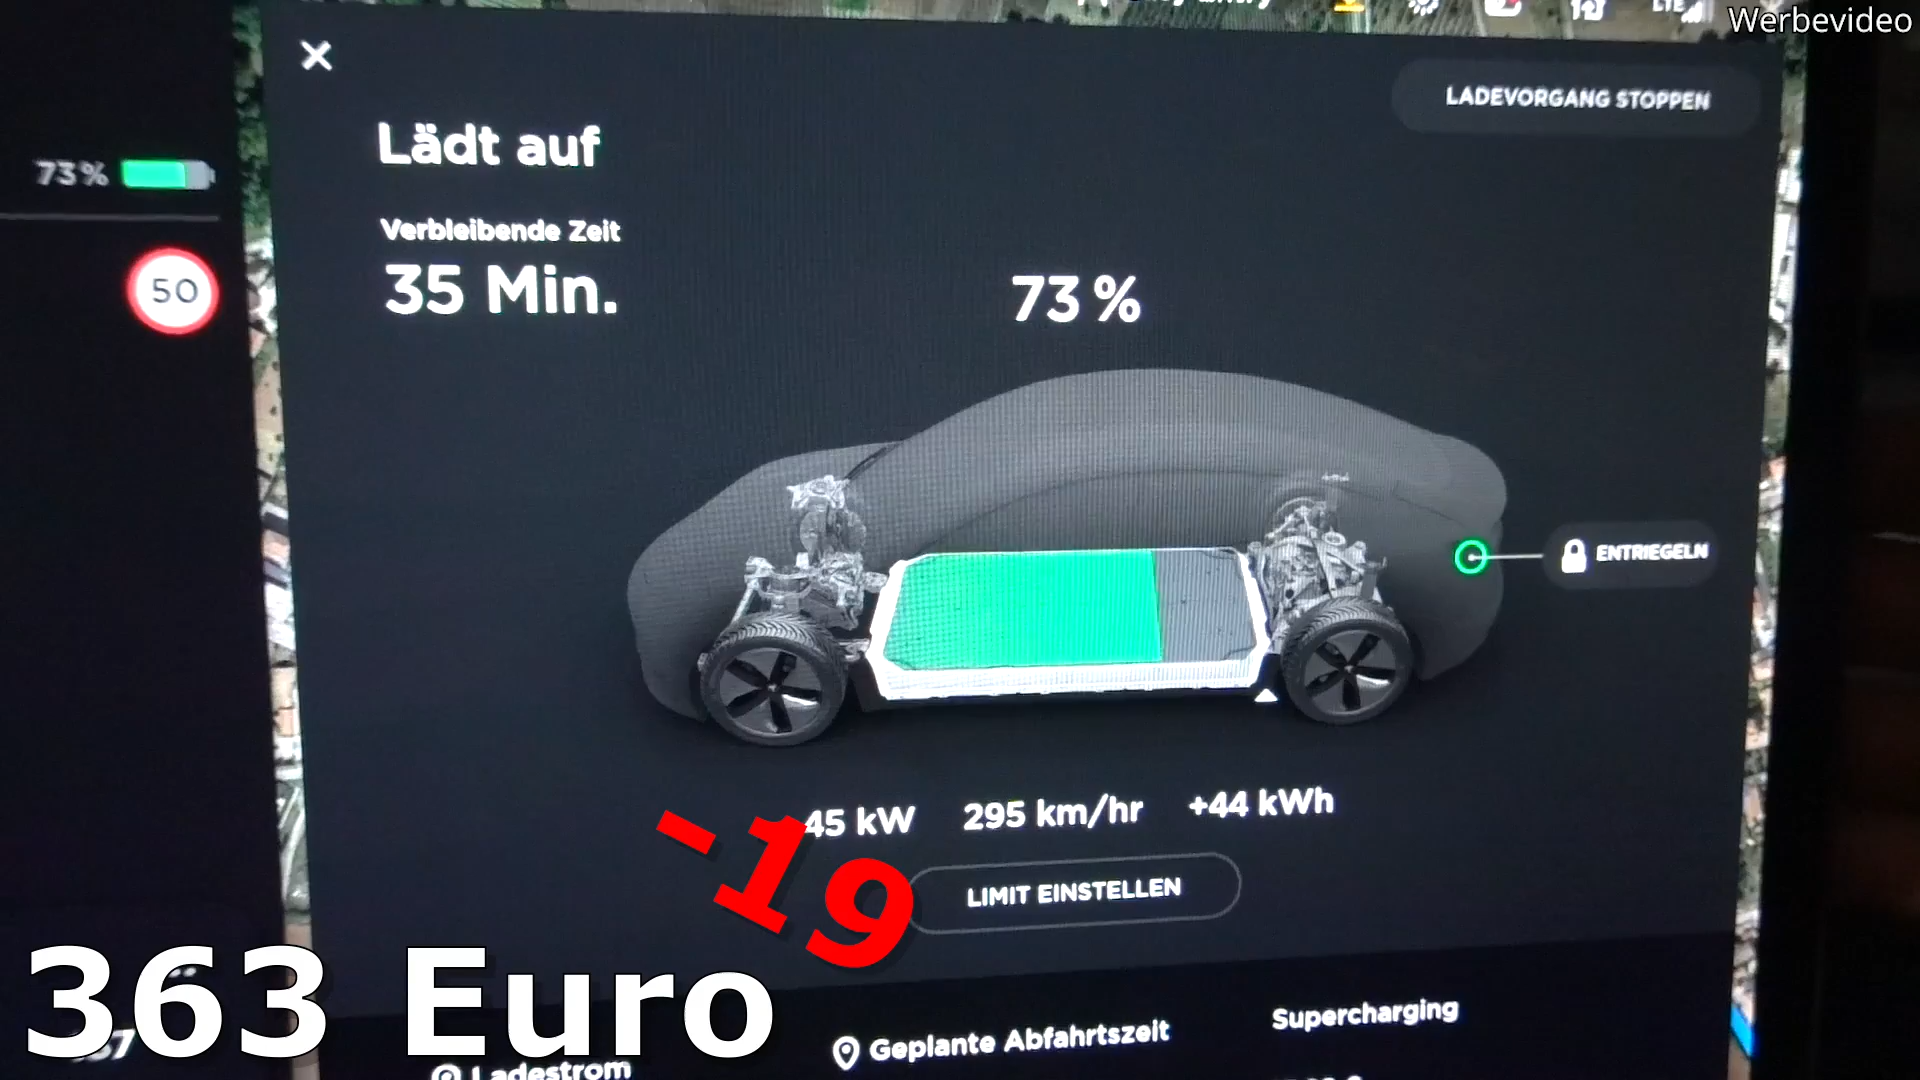 Werbevideo
LTE
LADEVORGANG STOPPEN
Lädt auf
73 %
Verbleibende Zeit
50
35 Min.
73 %
ENTRIEGELN
45 kW 295 km/hr +44 kWh
-19
LIMIT EINSTELLEN
363 Euro
Supercharging
Geplante Abfahrtszeit
Ladestrom